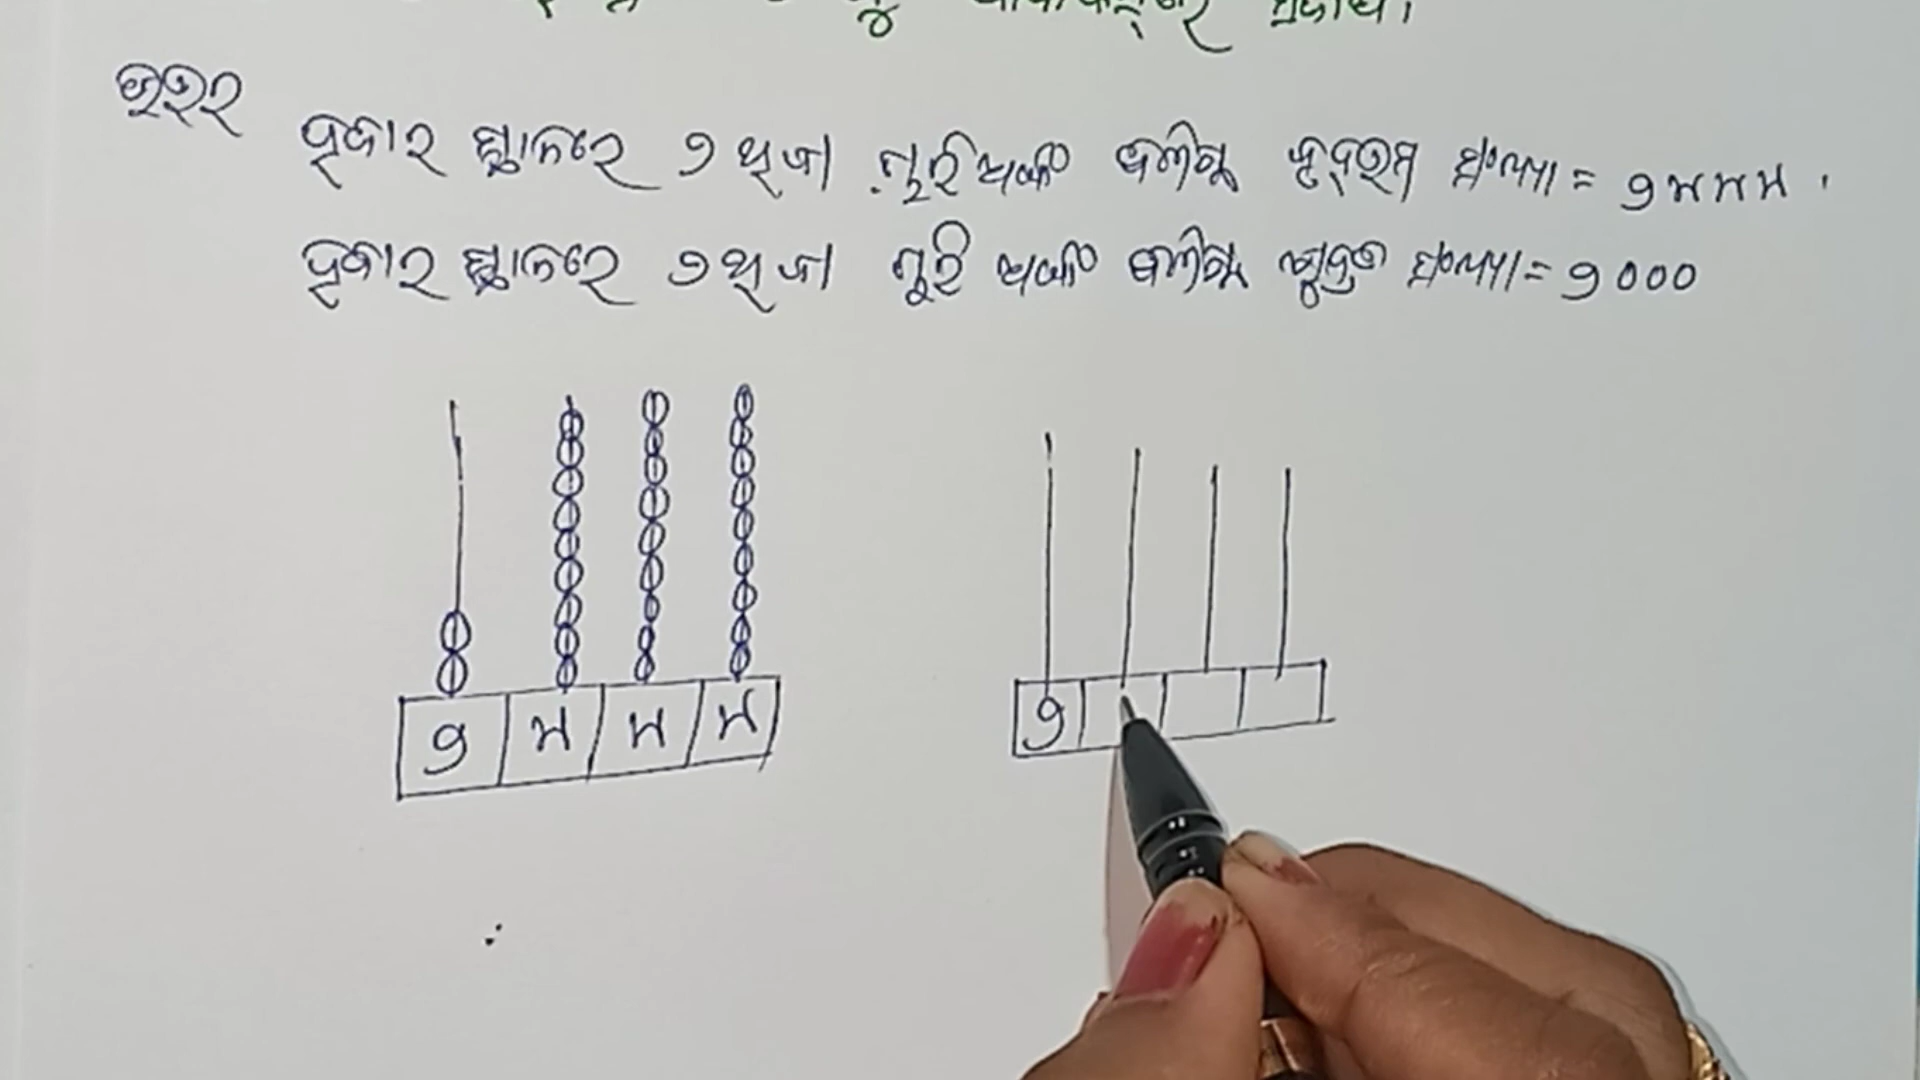 ଉତ୍ତର
ହଜାର ସ୍ଥାନରେ ୨ ଥିବା ଚାରି ଅଙ୍କ ବିଶିଷ୍ଟ ବୃହତ୍ତମ ସଂଖ୍ୟା = ୨୯୯୯
ହଜାର ସ୍ଥାନରେ ୨ ଥିବା ଚାରି ଅଙ୍କ ବିଶିଷ୍ଟ କ୍ଷୁଦ୍ରତମ ସଂଖ୍ୟା = ୨୦୦୦
୨ ୯ ୯ ୯
୨